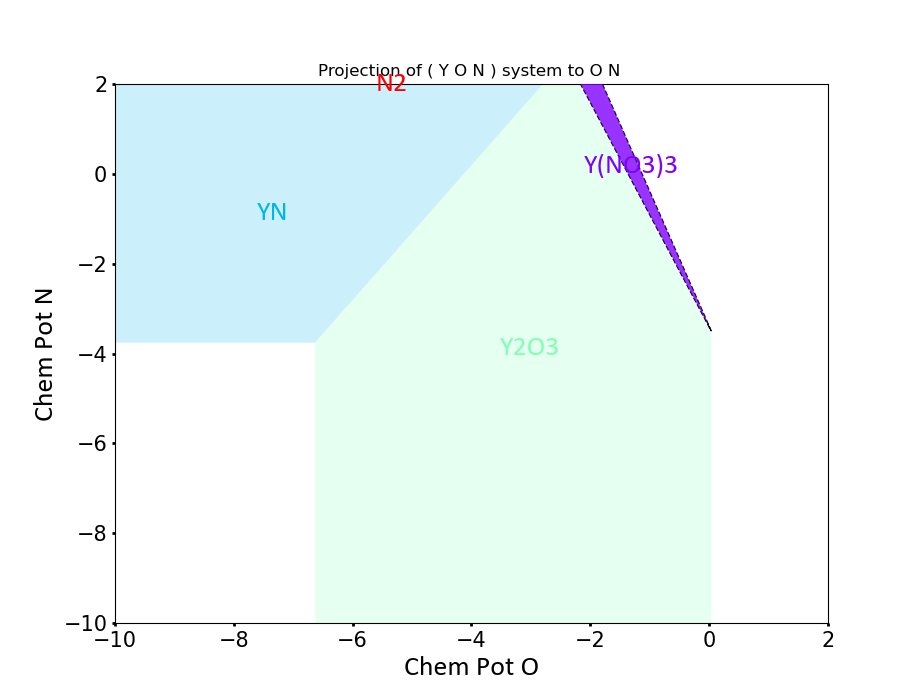 Projection of ( Y O N ) system to O N
N2
Y(NO3)3
YN
Y2O3
Chem Pot N
2
0
−2
−4
−6
−8
−10
−10
−8
−6
−4
−2
0
2
Chem Pot O